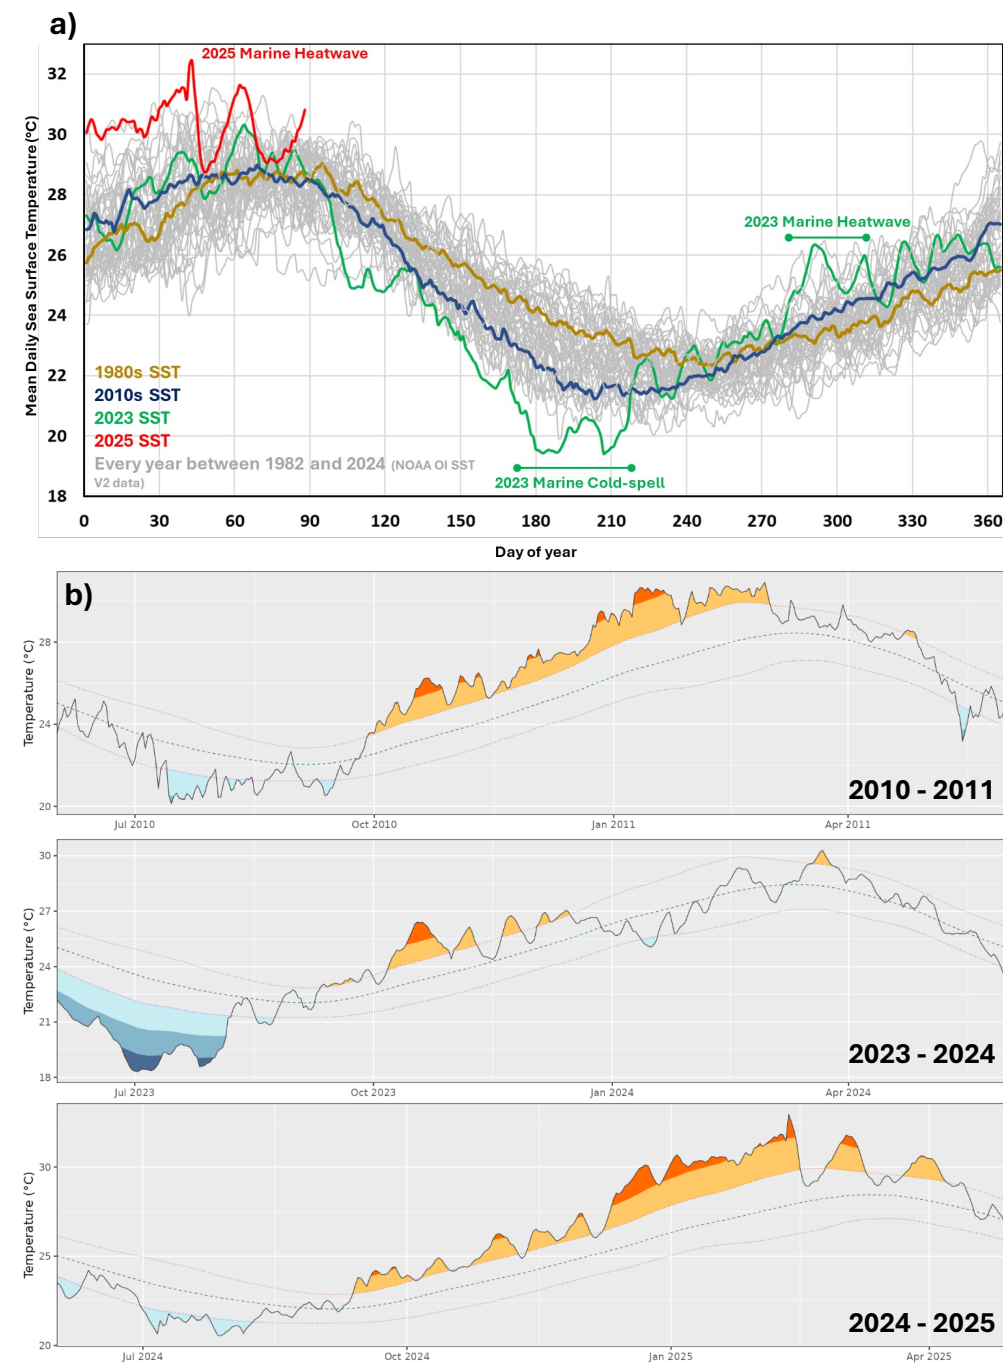 a)
2025 Marine Heatwave
32
30
28
26
24
22
20
18
Mean Daily Sea Surface Temperature (°C)
2023 Marine Heatwave
1980s SST
2010s SST
2023 SST
2025 SST
Every year between 1982 and 2024 (NOAA OI SST
V2 data)
2023 Marine Cold-spell
0 30 60 90 120 150 180 210 240 270 300 330 360
Day of year
b)
Temperature (°C)
28
24
20
2010 - 2011
Jul 2010 Oct 2010 Jan 2011 Apr 2011
Temperature (°C)
30
27
24
21
18
2023 - 2024
Jul 2023 Oct 2023 Jan 2024 Apr 2024
Temperature (°C)
30
25
20
2024 - 2025
Jul 2024 Oct 2024 Jan 2025 Apr 2025